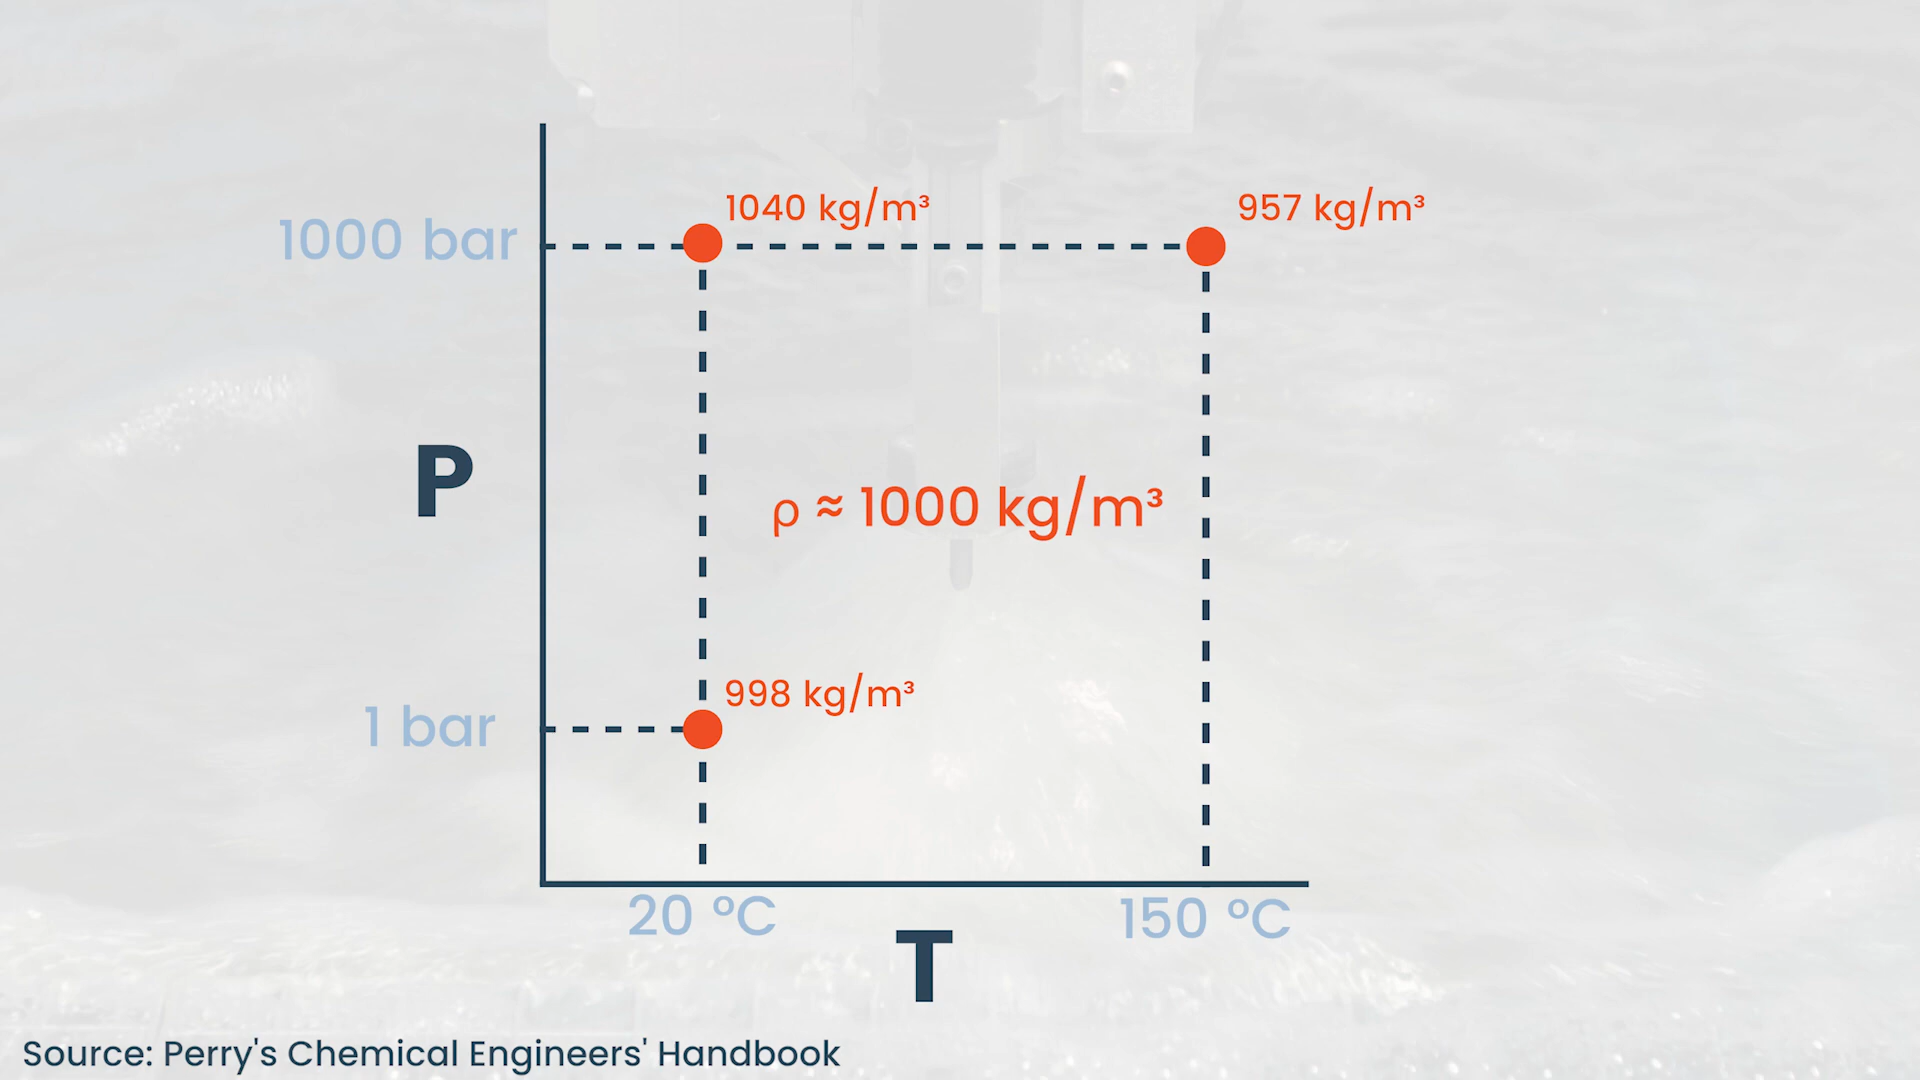 1040 kg/m³
957 kg/m³
1000 bar
P
ρ ≈ 1000 kg/m³
998 kg/m³
1 bar
20 °C
150 °C
T
Source: Perry's Chemical Engineers' Handbook